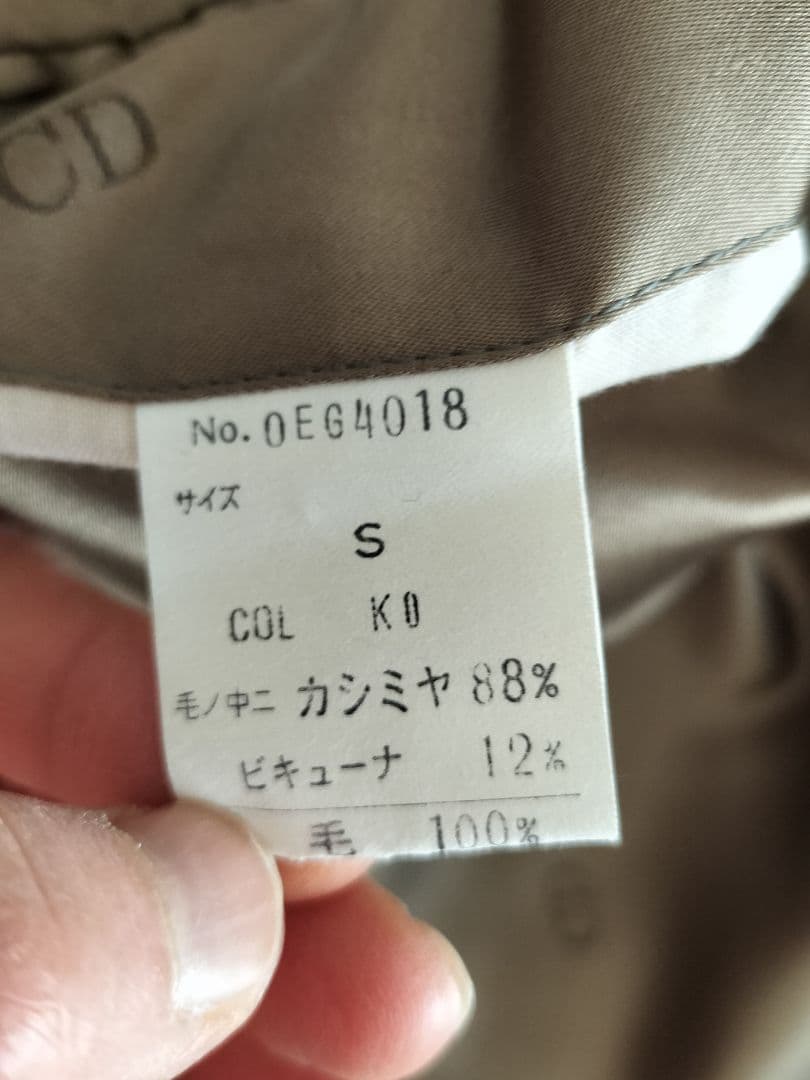 CD
No. 0EG4018
サイズ
S
COL K0
毛ノ中ニ カシミヤ 88%
ビキューナ 12%
毛 100%